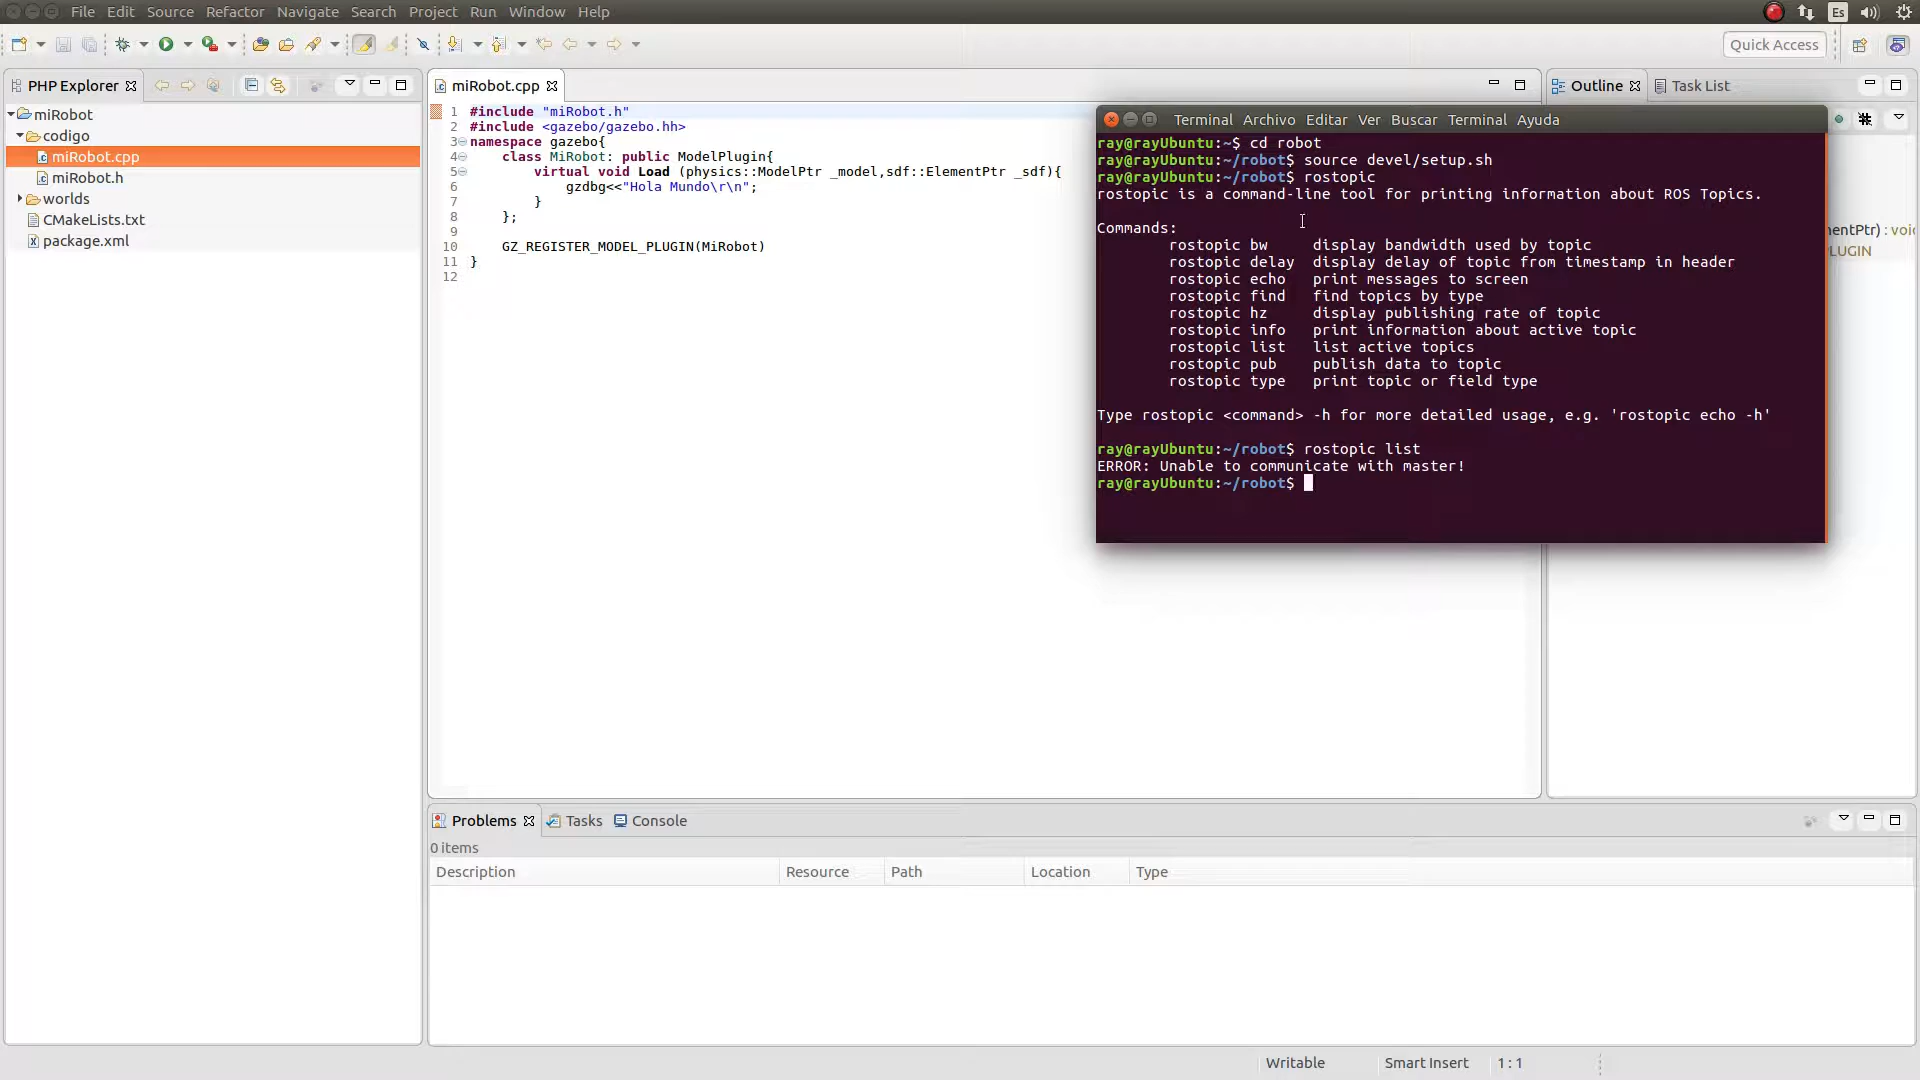 File Edit Source Refactor Navigate Search Project Run Window Help
Es
Quick Access
PHP Explorer
miRobot
codigo
miRobot.cpp
miRobot.h
worlds
CMakeLists.txt
package.xml
miRobot.cpp
1 #include "miRobot.h"
2 #include <gazebo/gazebo.hh>
3 namespace gazebo{
4 class MiRobot: public ModelPlugin{
5 virtual void Load (physics::ModelPtr _model,sdf::ElementPtr _sdf){
6 gzdbg<<"Hola Mundo\r\n";
7 }
8 };
9
10 GZ_REGISTER_MODEL_PLUGIN(MiRobot)
11 }
12
Outline Task List
Terminal Archivo Editar Ver Buscar Terminal Ayuda
ray@rayUbuntu:~$ cd robot
ray@rayUbuntu:~/robot$ source devel/setup.sh
ray@rayUbuntu:~/robot$ rostopic
rostopic is a command-line tool for printing information about ROS Topics.
Commands:
rostopic bw display bandwidth used by topic
rostopic delay display delay of topic from timestamp in header
rostopic echo print messages to screen
rostopic find find topics by type
rostopic hz display publishing rate of topic
rostopic info print information about active topic
rostopic list list active topics
rostopic pub publish data to topic
rostopic type print topic or field type
Type rostopic <command> -h for more detailed usage, e.g. 'rostopic echo -h'
ray@rayUbuntu:~/robot$ rostopic list
ERROR: Unable to communicate with master!
ray@rayUbuntu:~/robot$
mentPtr) : voi
LUGIN
Problems Tasks Console
0 items
Description Resource Path Location Type
Writable Smart Insert 1 : 1